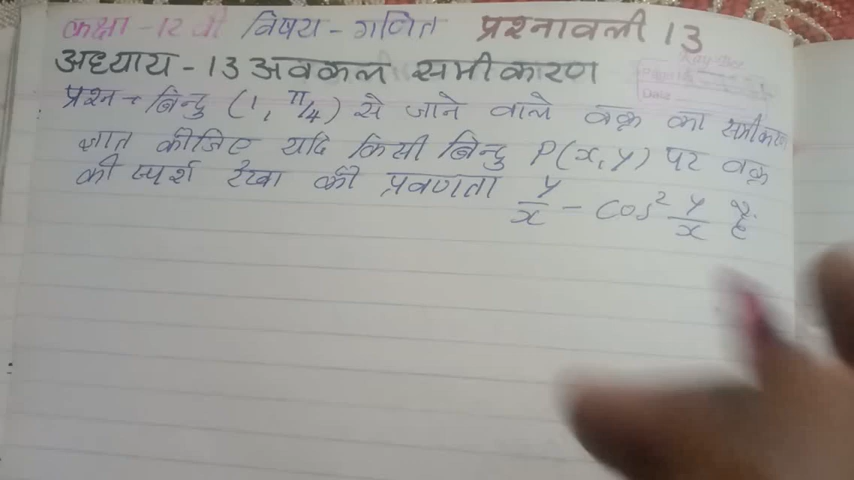 कक्षा -12 वी विषय - गणित प्रश्नावली 13
अध्याय -13 अवकल समीकरण
प्रश्न → बिन्दु (1, π/4) से जाने वाले वक्र का समीकरण
ज्ञात कीजिए यदि किसी बिन्दु P(x,y) पर वक्र
की स्पर्श रेखा की प्रवणता y/x - cos² y/x है